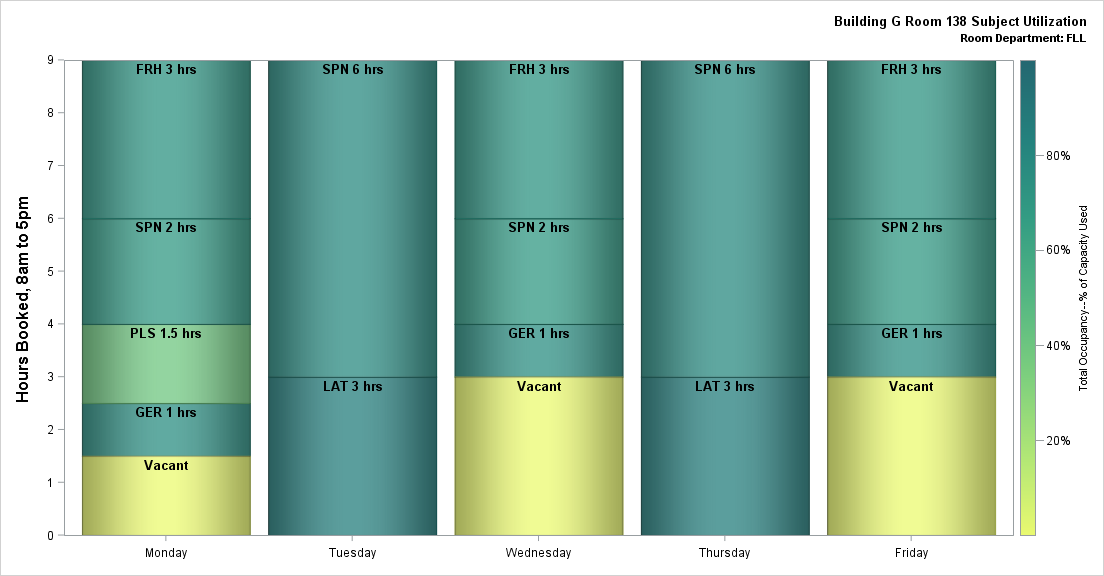 Building G Room 138 Subject Utilization
Room Department: FLL
Hours Booked, 8am to 5pm
9
8
7
6
5
4
3
2
1
0
FRH 3 hrs
SPN 2 hrs
PLS 1.5 hrs
GER 1 hrs
Vacant
SPN 6 hrs
LAT 3 hrs
FRH 3 hrs
SPN 2 hrs
GER 1 hrs
Vacant
SPN 6 hrs
LAT 3 hrs
FRH 3 hrs
SPN 2 hrs
GER 1 hrs
Vacant
Monday
Tuesday
Wednesday
Thursday
Friday
80%
60%
40%
20%
Total Occupancy--% of Capacity Used